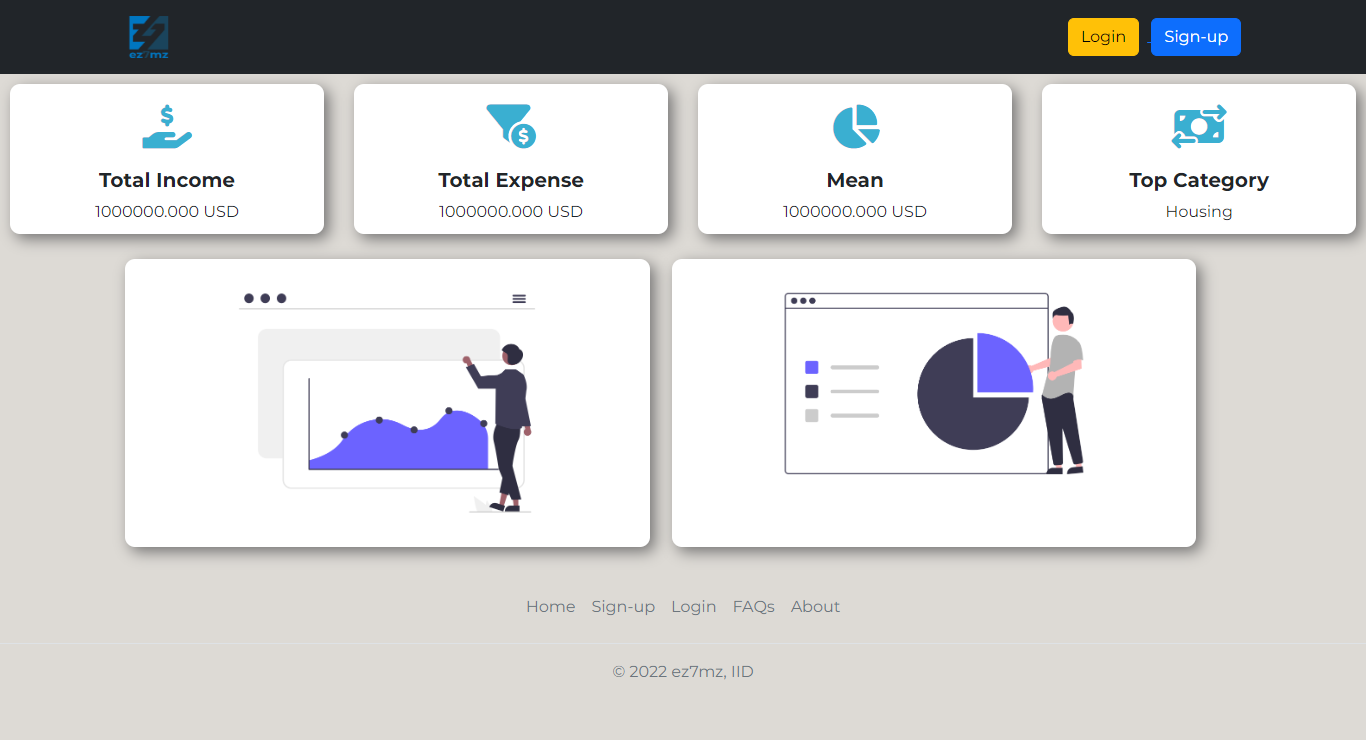 ez7mz
Login
Sign-up
$
$
Total Income
Total Expense
Mean
Top Category
1000000.000 USD
1000000.000 USD
1000000.000 USD
Housing
Home Sign-up Login FAQs About
© 2022 ez7mz, IID